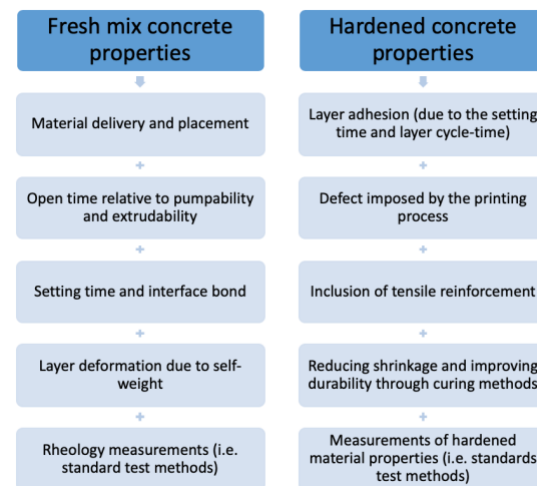 Fresh mix concrete
properties
Material delivery and placement
+
Open time relative to pumpability
and extrudability
+
Setting time and interface bond
+
Layer deformation due to self-
weight
+
Rheology measurements (i.e.
standard test methods)
Hardened concrete
properties
Layer adhesion (due to the setting
time and layer cycle-time)
+
Defect imposed by the printing
process
+
Inclusion of tensile reinforcement
+
Reducing shrinkage and improving
durability through curing methods
+
Measurements of hardened
material properties (i.e. standards
test methods)